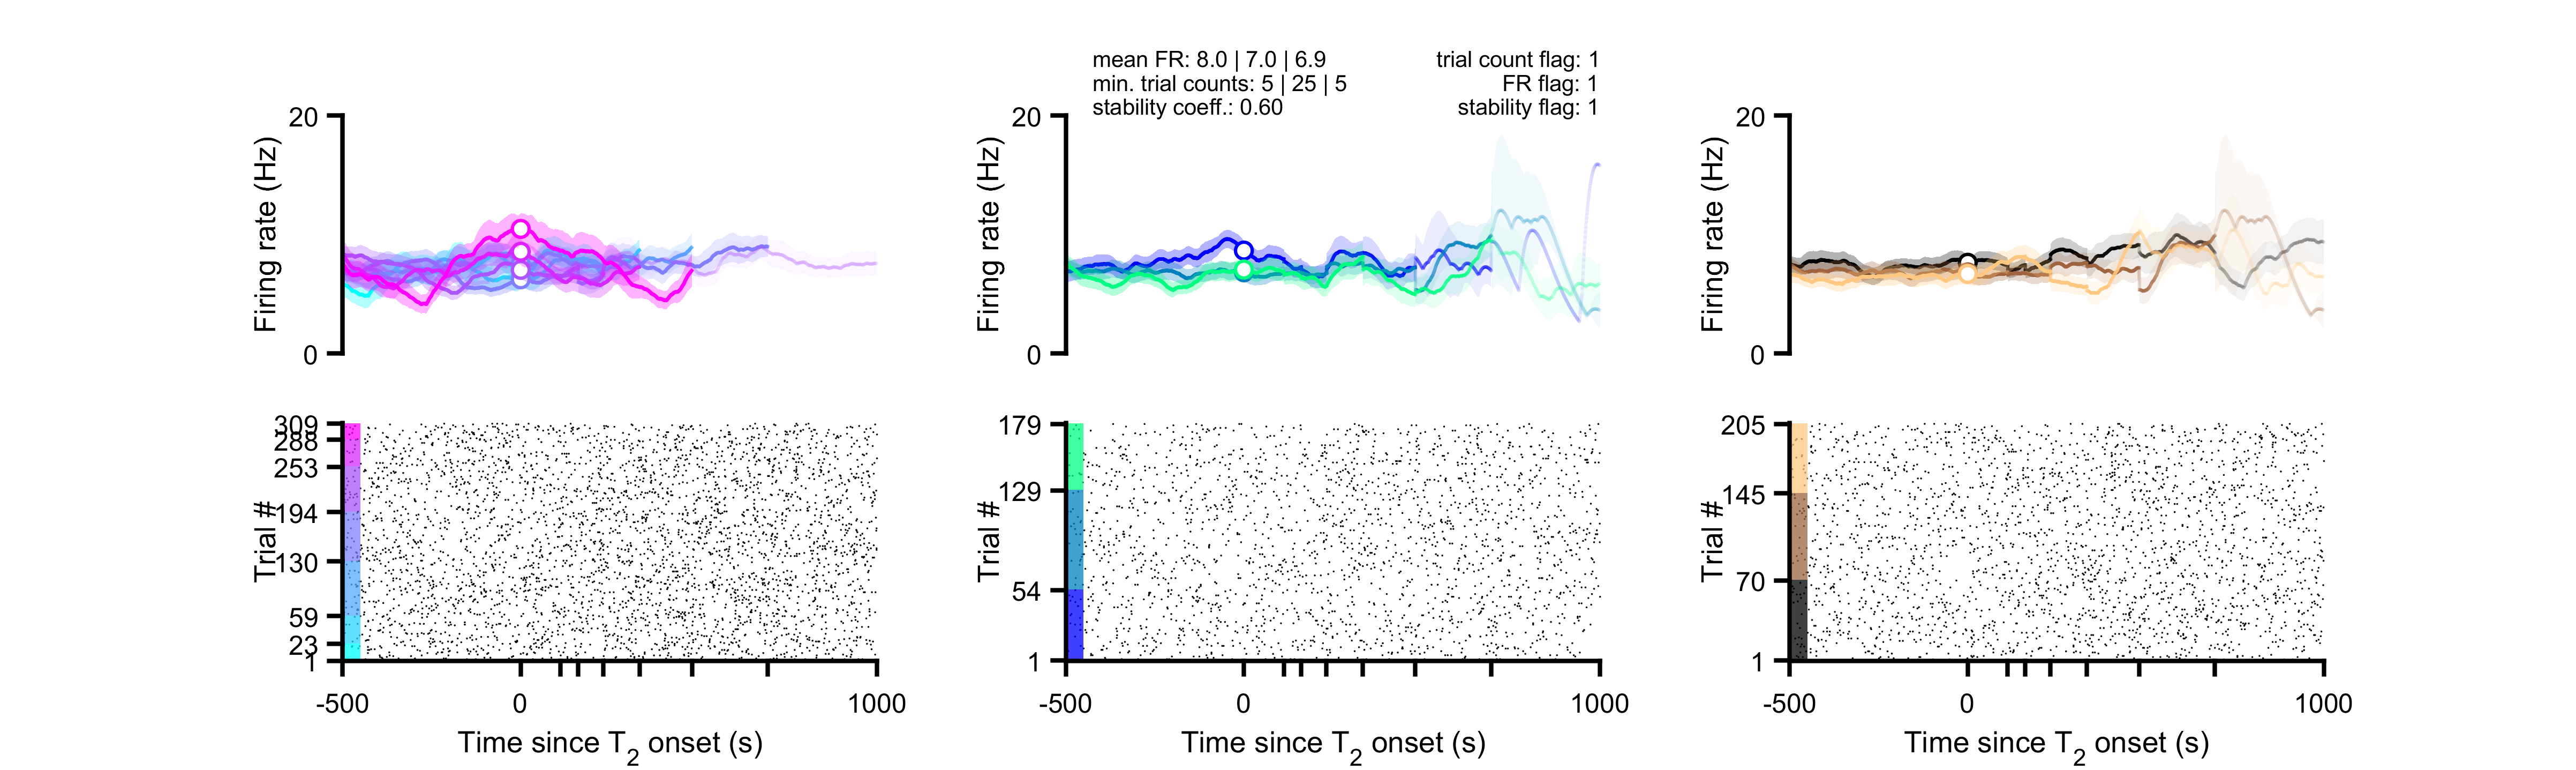 mean FR: 8.0 | 7.0 | 6.9
min. trial counts: 5 | 25 | 5
stability coeff.: 0.60
trial count flag: 1
FR flag: 1
stability flag: 1
20
Firing rate (Hz)
0
20
Firing rate (Hz)
0
20
Firing rate (Hz)
0
309
288
253
194
130
59
23
1
Trial #
-500
0
1000
Time since T2 onset (s)
179
129
54
1
Trial #
-500
0
1000
Time since T2 onset (s)
205
145
70
1
Trial #
-500
0
1000
Time since T2 onset (s)